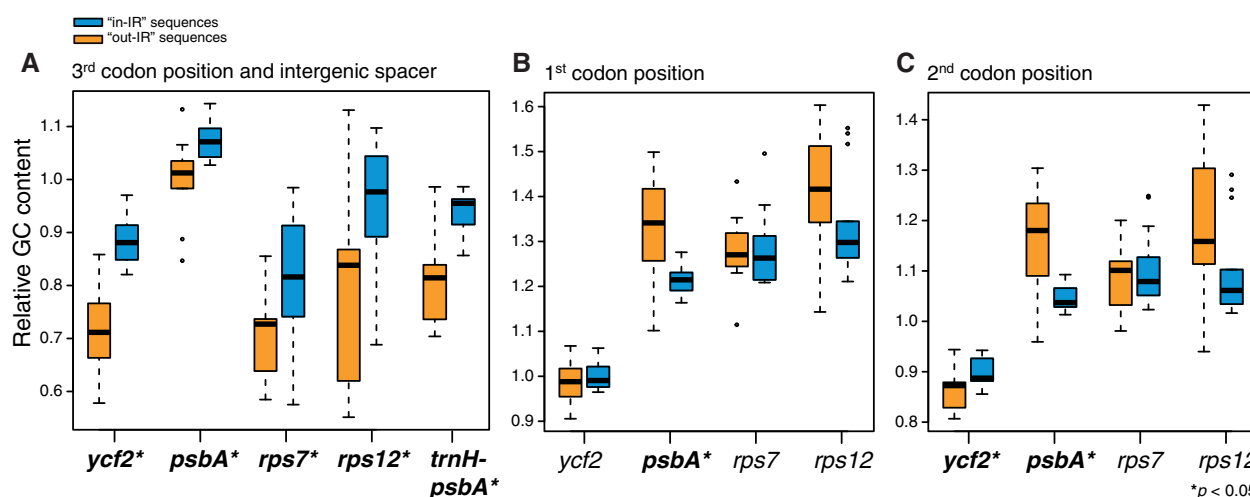 “in-IR” sequences
“out-IR” sequences
A
3rd codon position and intergenic spacer
Relative GC content
1.1
1.0
0.9
0.8
0.7
0.6
ycf2*
psbA*
rps7*
rps12*
trnH-
psbA*
B
1st codon position
1.6
1.5
1.4
1.3
1.2
1.1
1.0
0.9
ycf2
psbA*
rps7
rps12
C
2nd codon position
1.4
1.3
1.2
1.1
1.0
0.9
0.8
ycf2*
psbA*
rps7
rps12
*p < 0.05